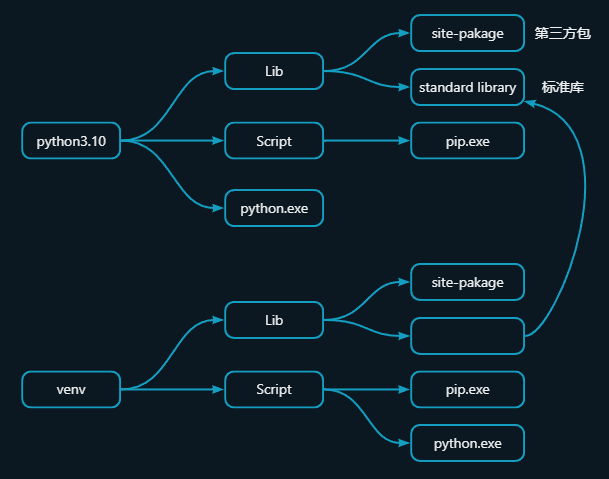 site-pakage 第三方包
Lib
standard library 标准库
python3.10
Script
pip.exe
python.exe
site-pakage
Lib
venv
Script
pip.exe
python.exe